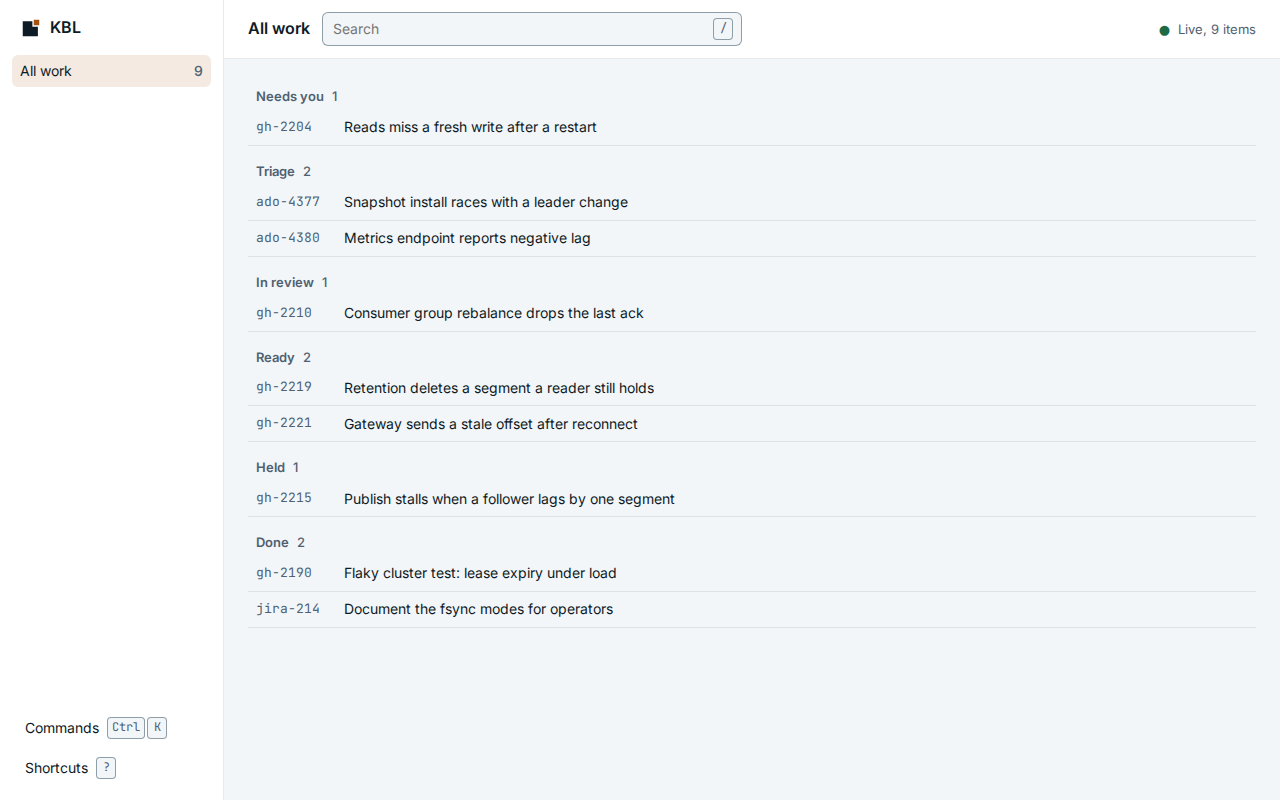 KBL
All work 9
Commands Ctrl K
Shortcuts ?
All work Search /
Live, 9 items
Needs you 1
gh-2204 Reads miss a fresh write after a restart
Triage 2
ado-4377 Snapshot install races with a leader change
ado-4380 Metrics endpoint reports negative lag
In review 1
gh-2210 Consumer group rebalance drops the last ack
Ready 2
gh-2219 Retention deletes a segment a reader still holds
gh-2221 Gateway sends a stale offset after reconnect
Held 1
gh-2215 Publish stalls when a follower lags by one segment
Done 2
gh-2190 Flaky cluster test: lease expiry under load
jira-214 Document the fsync modes for operators